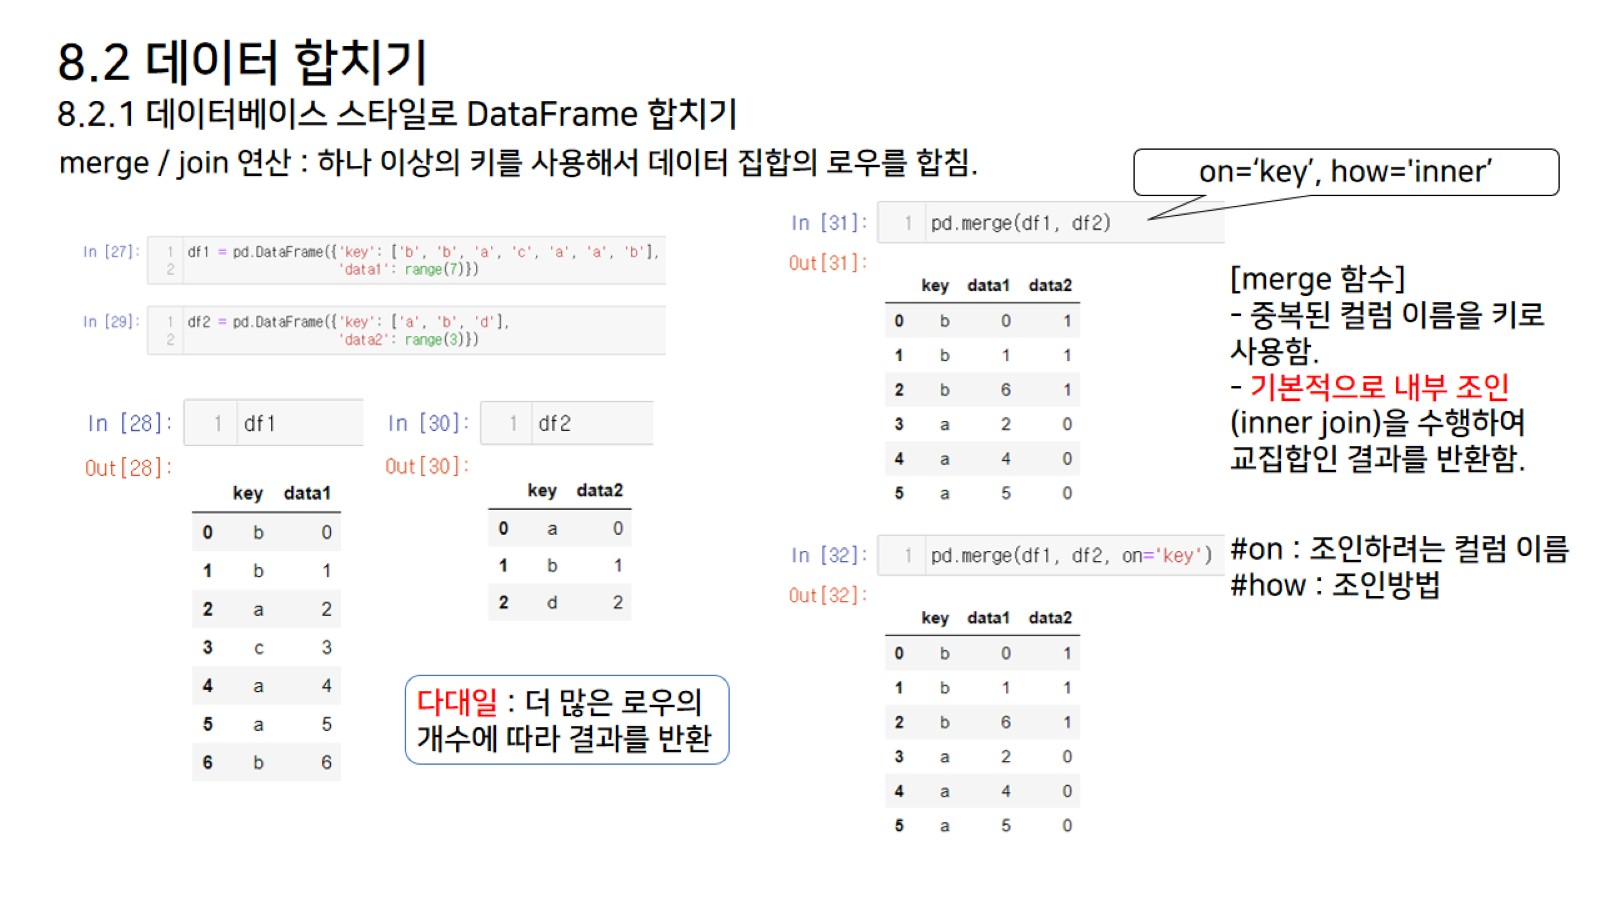 8.2 데이터 합치기
8.2.1 데이터베이스 스타일로 DataFrame 합치기
merge / join 연산 : 하나 이상의 키를 사용해서 데이터 집합의 로우를 합침.
In [27]:
1 df1 = pd.DataFrame({'key': ['b', 'b', 'a', 'c', 'a', 'a', 'b'],
2 'data1': range(7)})
In [29]:
1 df2 = pd.DataFrame({'key': ['a', 'b', 'd'],
2 'data2': range(3)})
In [28]: 1 df1
Out[28]:
key data1
0 b 0
1 b 1
2 a 2
3 c 3
4 a 4
5 a 5
6 b 6
In [30]: 1 df2
Out[30]:
key data2
0 a 0
1 b 1
2 d 2
다대일 : 더 많은 로우의
개수에 따라 결과를 반환
on=‘key’, how='inner’
In [31]: 1 pd.merge(df1, df2)
Out[31]:
key data1 data2
0 b 0 1
1 b 1 1
2 b 6 1
3 a 2 0
4 a 4 0
5 a 5 0
In [32]: 1 pd.merge(df1, df2, on='key')
Out[32]:
key data1 data2
0 b 0 1
1 b 1 1
2 b 6 1
3 a 2 0
4 a 4 0
5 a 5 0
[merge 함수]
- 중복된 컬럼 이름을 키로
사용함.
- 기본적으로 내부 조인
(inner join)을 수행하여
교집합인 결과를 반환함.
#on : 조인하려는 컬럼 이름
#how : 조인방법